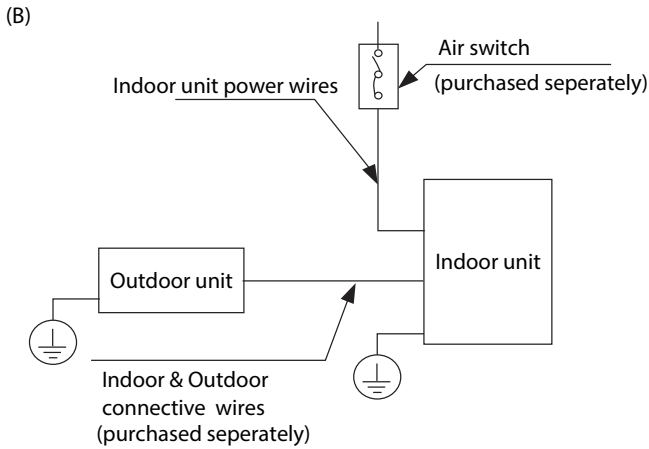 (B)
Air switch
(purchased seperately)
Indoor unit power wires
Outdoor unit
Indoor unit
Indoor & Outdoor
connective wires
(purchased seperately)